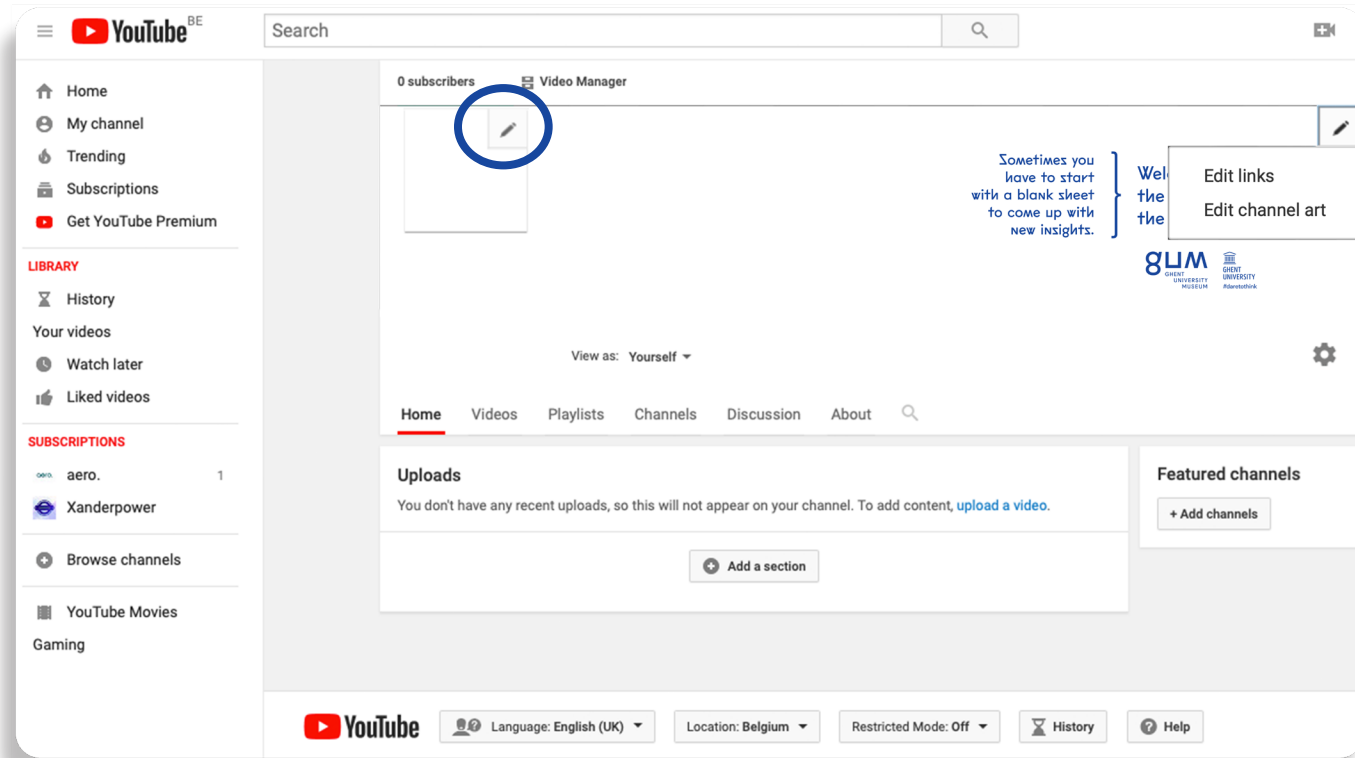 YouTube BE
Search
Home
My channel
Trending
Subscriptions
Get YouTube Premium
LIBRARY
History
Your videos
Watch later
Liked videos
SUBSCRIPTIONS
aero.
aero. 1
Xanderpower
Browse channels
YouTube Movies
Gaming
0 subscribers
Video Manager
Sometimes you
have to start
with a blank sheet
to come up with
new insights.
Wel
the
the
Edit links
Edit channel art
gum
GHENT
UNIVERSITY
MUSEUM
GHENT
UNIVERSITY
#daretothink
View as: Yourself
Home Videos Playlists Channels Discussion About
Uploads
You don't have any recent uploads, so this will not appear on your channel. To add content, upload a video.
Add a section
Featured channels
+ Add channels
YouTube
Language: English (UK)
Location: Belgium
Restricted Mode: Off
History
Help